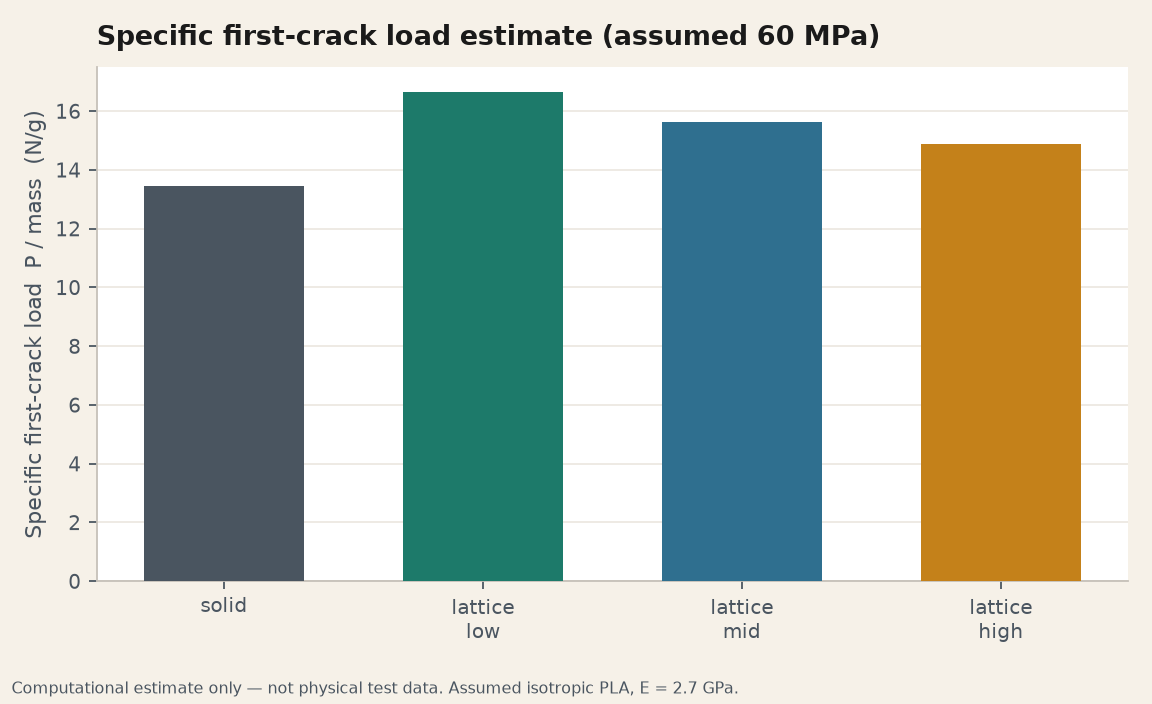 Specific first-crack load estimate (assumed 60 MPa)
Specific first-crack load P / mass (N/g)
16
14
12
10
8
6
4
2
0
solid
lattice
low
lattice
mid
lattice
high
Computational estimate only — not physical test data. Assumed isotropic PLA, E = 2.7 GPa.